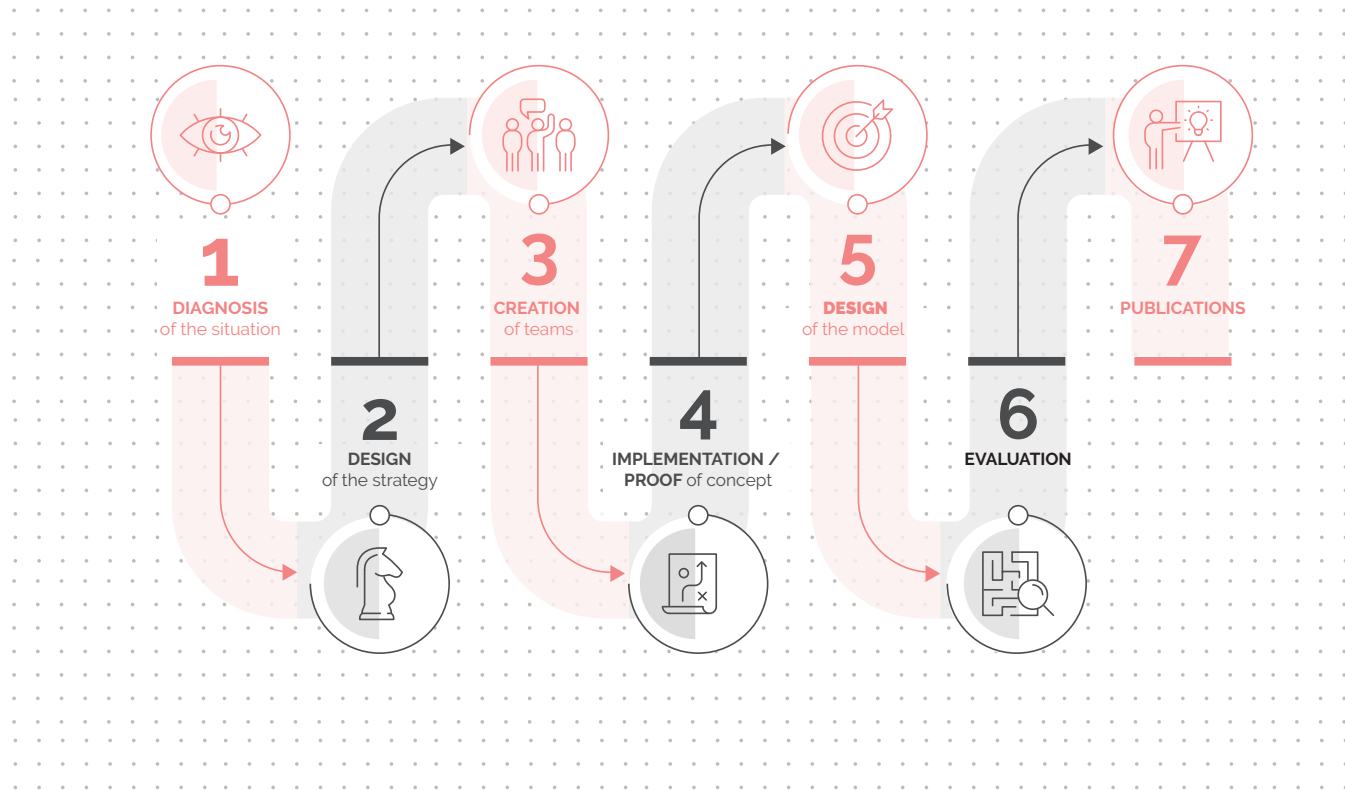 1
DIAGNOSIS
of the situation
2
DESIGN
of the strategy
3
CREATION
of teams
4
IMPLEMENTATION /
PROOF of concept
5
DESIGN
of the model
6
EVALUATION
7
PUBLICATIONS